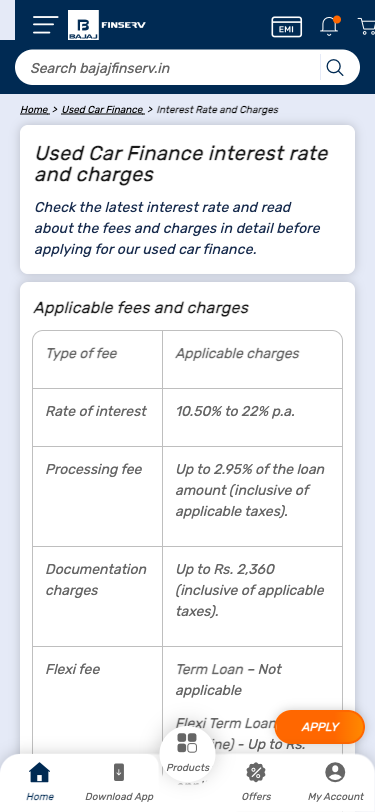 BAJAJ FINSERV
EMI
Search bajajfinserv.in
Home > Used Car Finance > Interest Rate and Charges
Used Car Finance interest rate
and charges
Check the latest interest rate and read
about the fees and charges in detail before
applying for our used car finance.
Applicable fees and charges
Type of fee
Applicable charges
Rate of interest
10.50% to 22% p.a.
Processing fee
Up to 2.95% of the loan
amount (inclusive of
applicable taxes).
Documentation
charges
Up to Rs. 2,360
(inclusive of applicable
taxes).
Flexi fee
Term Loan – Not
applicable
Flexi Term Loan
- Up to Rs.
APPLY
Home
Download App
Products
Offers
My Account